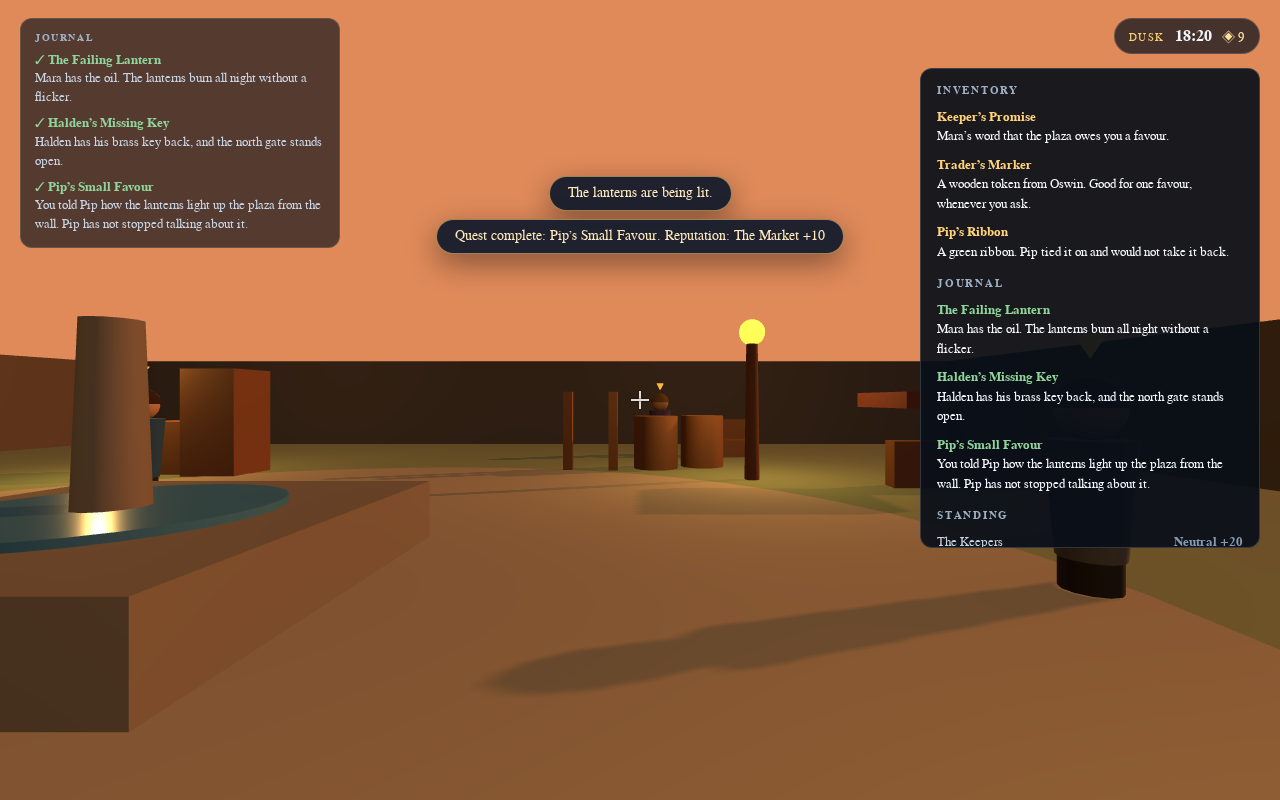 JOURNAL
✓ The Failing Lantern
Mara has the oil. The lanterns burn all night without a
flicker.
✓ Halden's Missing Key
Halden has his brass key back, and the north gate stands
open.
✓ Pip's Small Favour
You told Pip how the lanterns light up the plaza from the
wall. Pip has not stopped talking about it.
The lanterns are being lit.
Quest complete: Pip's Small Favour. Reputation: The Market +10
DUSK 18:20 ◈ 9
INVENTORY
Keeper's Promise
Mara's word that the plaza owes you a favour.
Trader's Marker
A wooden token from Oswin. Good for one favour,
whenever you ask.
Pip's Ribbon
A green ribbon. Pip tied it on and would not take it back.
JOURNAL
The Failing Lantern
Mara has the oil. The lanterns burn all night without a
flicker.
Halden's Missing Key
Halden has his brass key back, and the north gate stands
open.
Pip's Small Favour
You told Pip how the lanterns light up the plaza from the
wall. Pip has not stopped talking about it.
STANDING
The Keepers Neutral +20